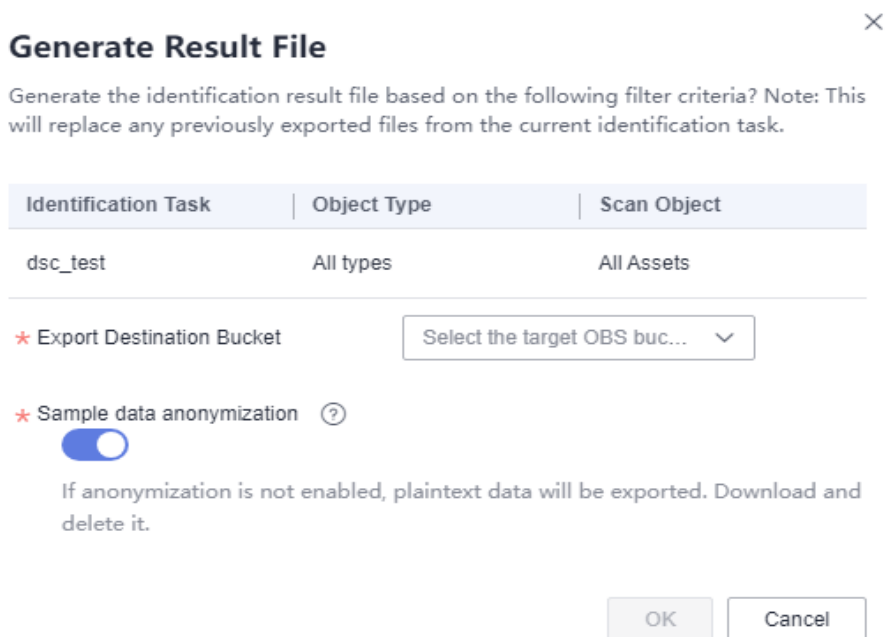 Generate Result File
Generate the identification result file based on the following filter criteria? Note: This
will replace any previously exported files from the current identification task.
Identification Task Object Type Scan Object
dsc_test All types All Assets
* Export Destination Bucket Select the target OBS buc...
* Sample data anonymization ?
If anonymization is not enabled, plaintext data will be exported. Download and
delete it.
OK Cancel